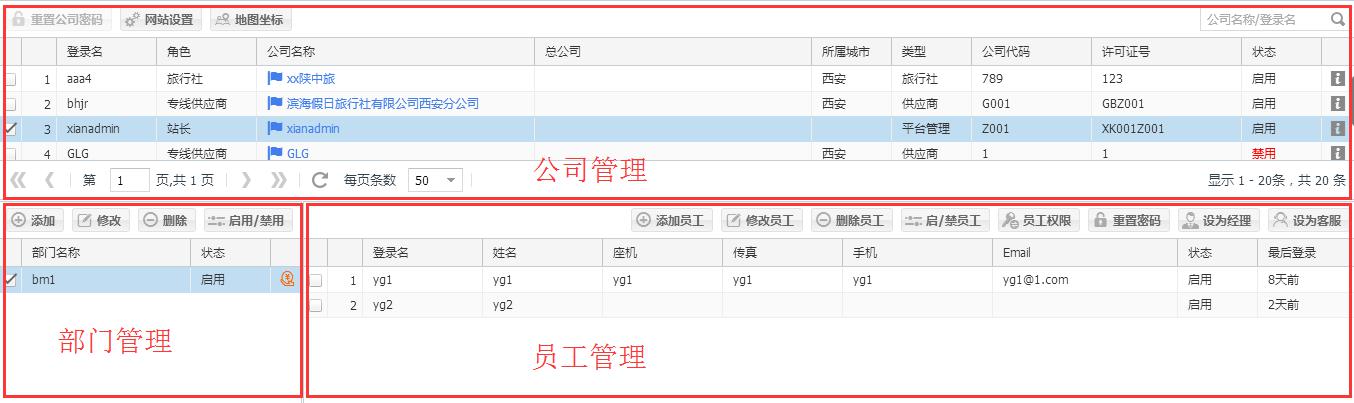 重置公司密码 网站设置 地图坐标 公司名称/登录名
登录名 角色 公司名称 总公司 所属城市 类型 公司代码 许可证号 状态
1 aaa4 旅行社 xx陕中旅 西安 旅行社 789 123 启用
2 bhjr 专线供应商 滨海假日旅行社有限公司西安分公司 西安 供应商 G001 GBZ001 启用
3 xianadmin 站长 xianadmin 平台管理 Z001 XK001Z001 启用
4 GLG 专线供应商 GLG 西安 供应商 1 1 禁用
公司管理
第 1 页,共 1 页 每页条数 50 显示 1 - 20条，共 20 条
添加 修改 删除 启用/禁用
部门名称 状态
bm1 启用
部门管理
添加员工 修改员工 删除员工 启/禁员工 员工权限 重置密码 设为经理 设为客服
登录名 姓名 座机 传真 手机 Email 状态 最后登录
1 yg1 yg1 yg1 yg1 yg1 yg1@1.com 启用 8天前
2 yg2 yg2 启用 2天前
员工管理